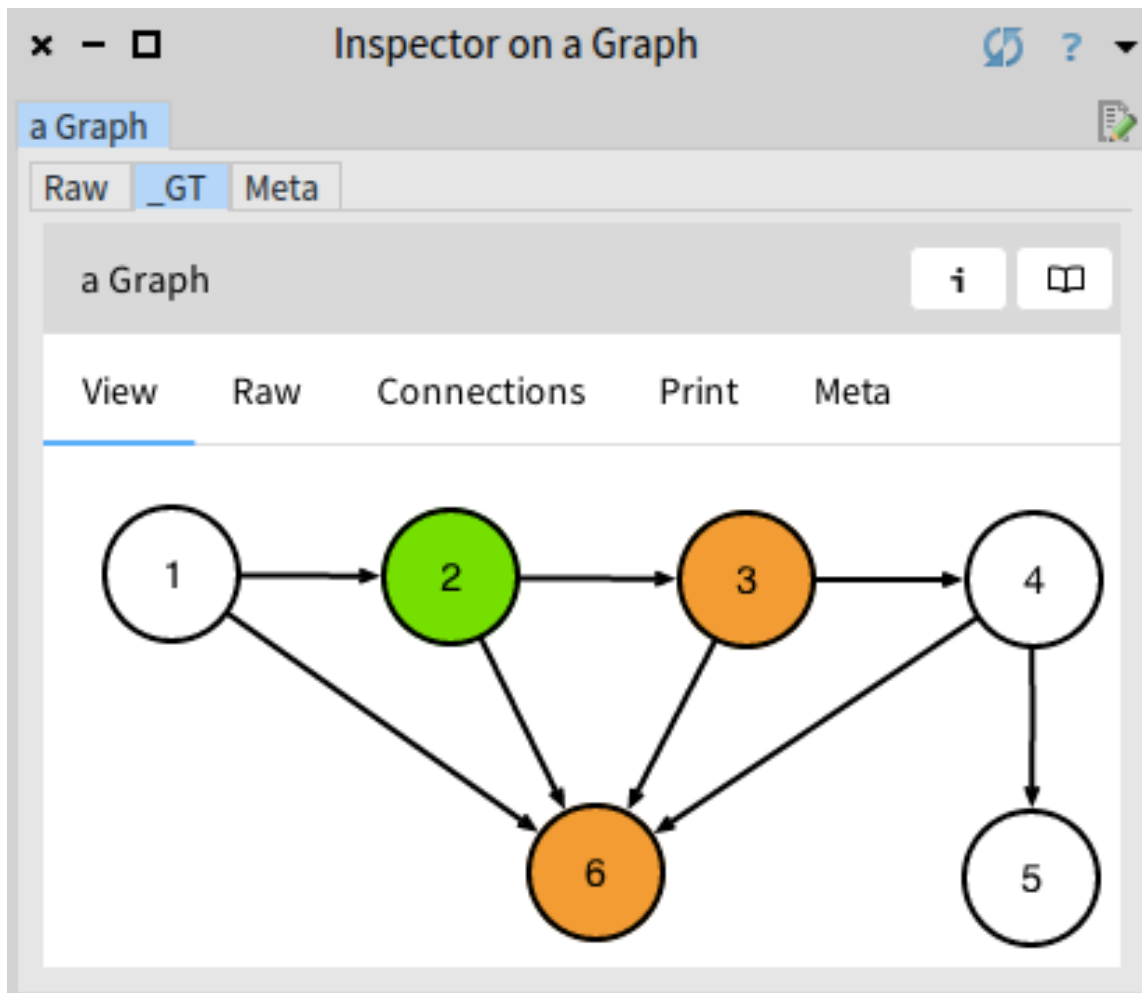 Inspector on a Graph ?
a Graph
Raw _GT Meta
a Graph i
View Raw Connections Print Meta
1 2 3 4
6 5